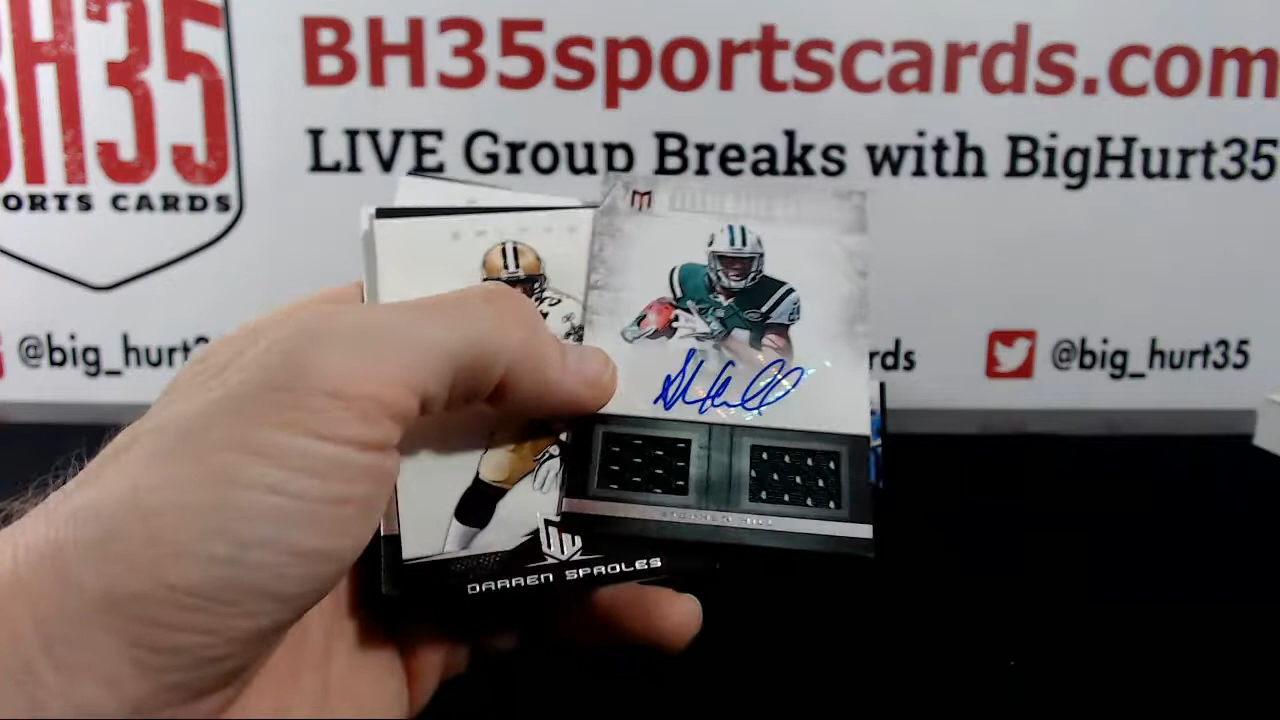 BH35
ORTS CARDS
BH35sportscards.com
LIVE Group Breaks with BigHurt35
@big_hurt3
rds
@big_hurt35
M
DARREN SPROLES